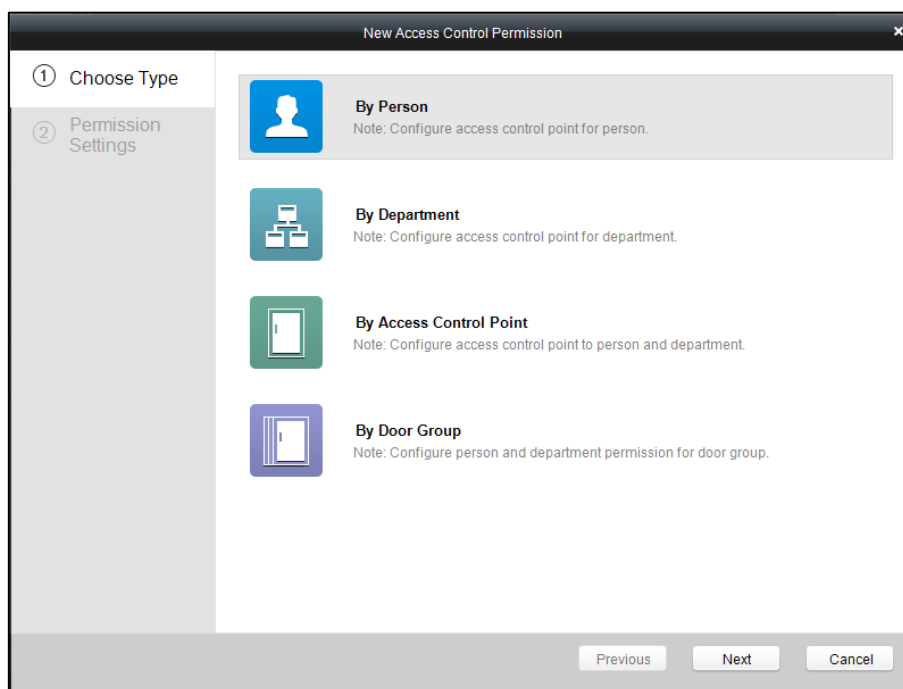 New Access Control Permission
×
1 Choose Type
2 Permission
Settings
By Person
Note: Configure access control point for person.
By Department
Note: Configure access control point for department.
By Access Control Point
Note: Configure access control point to person and department.
By Door Group
Note: Configure person and department permission for door group.
Previous Next Cancel